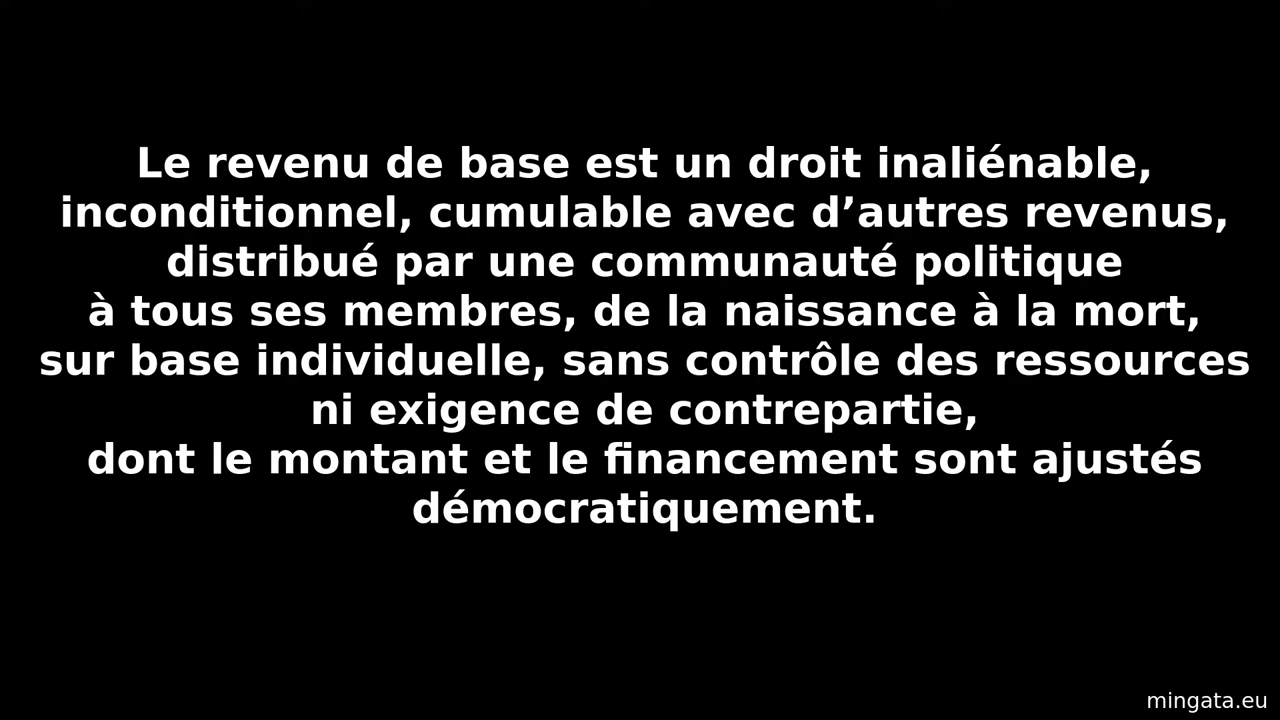 Le revenu de base est un droit inaliénable,
inconditionnel, cumulable avec d’autres revenus,
distribué par une communauté politique
à tous ses membres, de la naissance à la mort,
sur base individuelle, sans contrôle des ressources
ni exigence de contrepartie,
dont le montant et le financement sont ajustés
démocratiquement.
mingata.eu